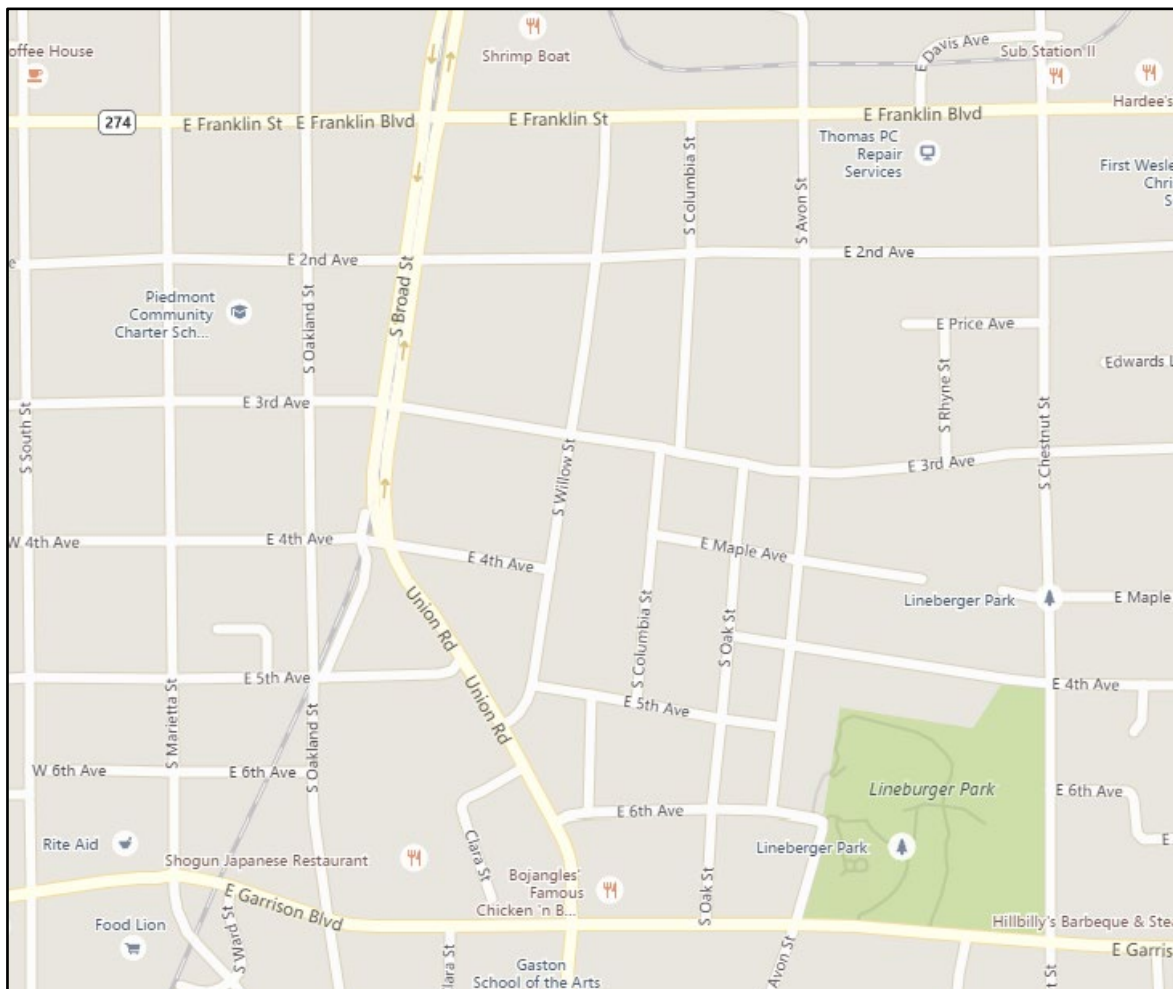 offee House
Shrimp Boat
E Davis Ave
Sub Station II
Hardee's
274
E Franklin St
E Franklin Blvd
E Franklin St
E Franklin Blvd
Thomas PC
Repair
Services
First Wesle
Chri
S
S Columbia St
S Avon St
E 2nd Ave
E 2nd Ave
Piedmont
Community
Charter Sch...
S Oakland St
S Broad St
E Price Ave
Edwards L
S Rhyne St
E 3rd Ave
S South St
S Willow St
E 3rd Ave
S Chestnut St
W 4th Ave
E 4th Ave
E 4th Ave
E Maple Ave
Union Rd
S Columbia St
S Oak St
Lineberger Park
E Maple
E 5th Ave
Union Rd
E 5th Ave
E 4th Ave
S Marietta St
S Oakland St
W 6th Ave
E 6th Ave
Lineburger Park
E 6th Ave
E 6th Ave
Rite Aid
Shogun Japanese Restaurant
Clara St
Lineberger Park
E
Bojangles'
Famous
Chicken 'n B...
E Garrison Blvd
S Oak St
Food Lion
S Ward St
Hillbilly's Barbeque & Stea
Clara St
Avon St
E Garris
Gaston
School of the Arts
t St